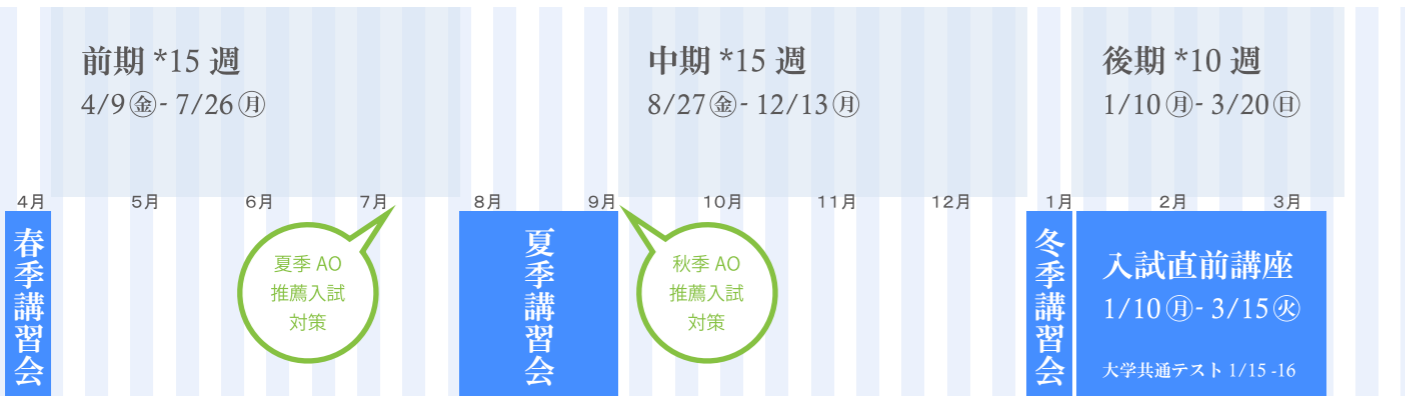 前期 *15 週
4/9㊎- 7/26㊊
中期 *15 週
8/27㊎- 12/13㊊
後期 *10 週
1/10㊊- 3/20㊐
4月
5月
6月
7月
8月
9月
10月
11月
12月
1月
2月
3月
春季講習会
夏季 AO
推薦入試
対策
夏季講習会
秋季 AO
推薦入試
対策
冬季講習会
入試直前講座
1/10㊊- 3/15㊋
大学共通テスト 1/15 -16